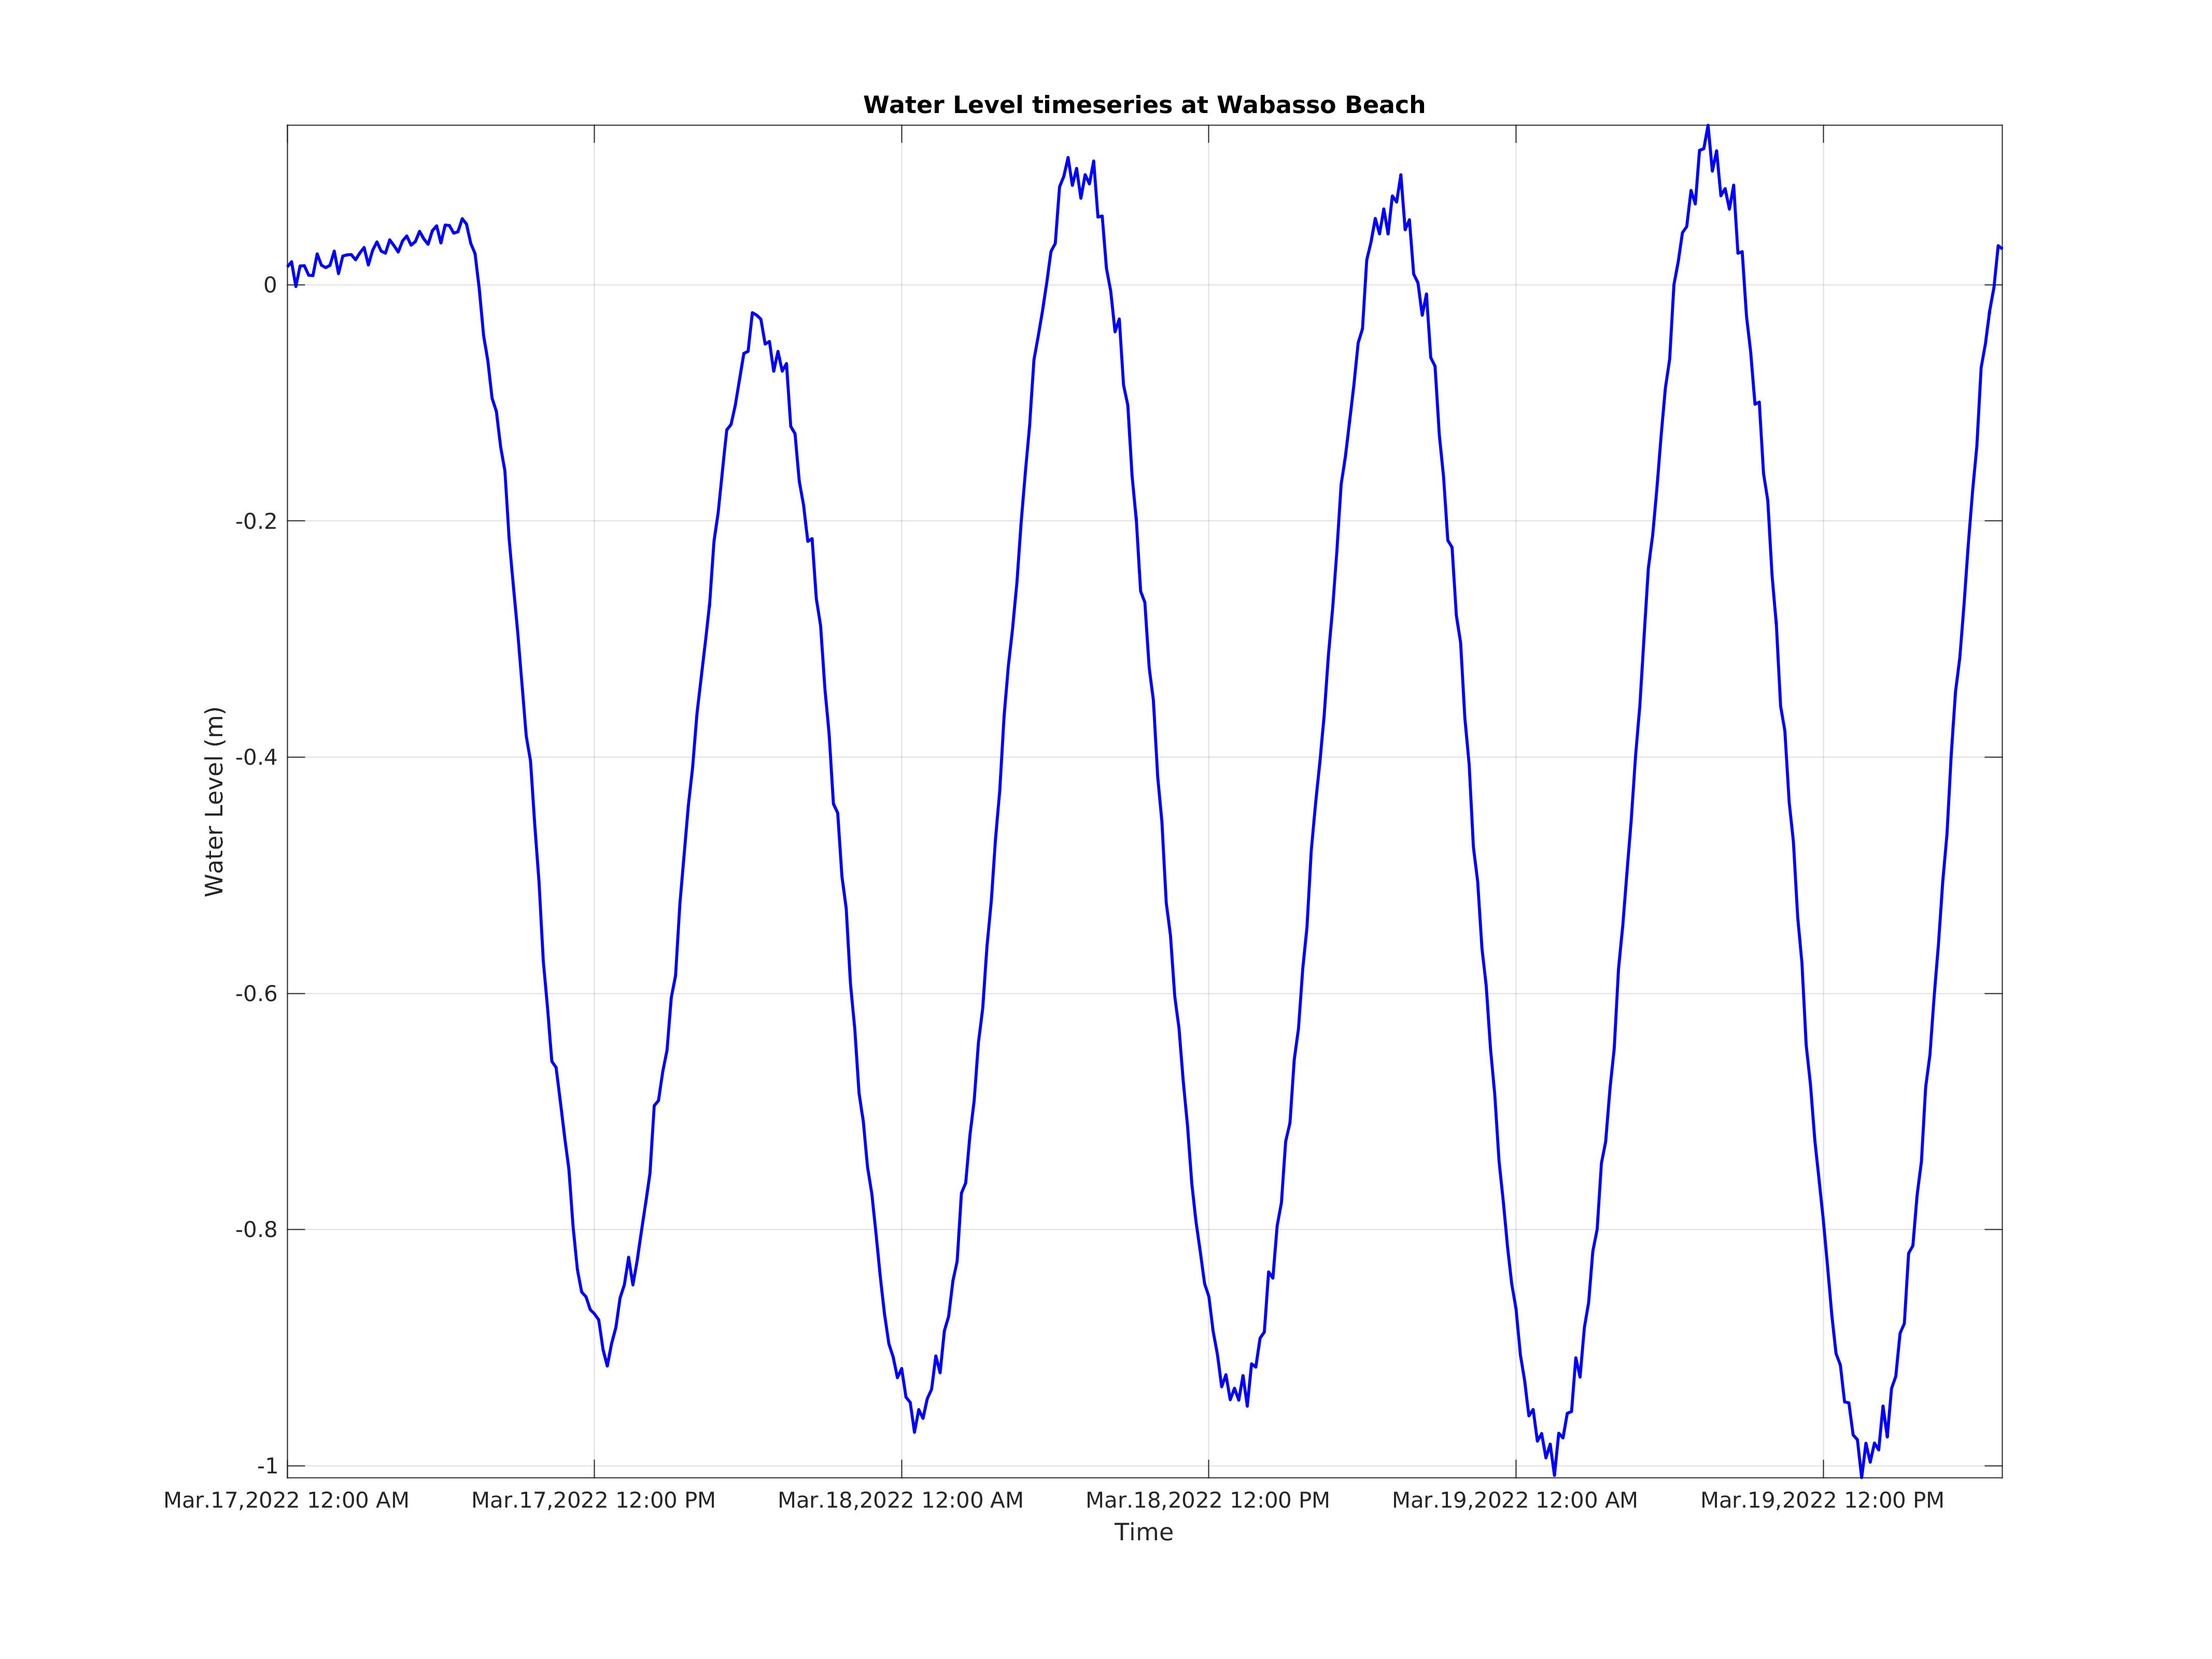 Water Level timeseries at Wabasso Beach
0
-0.2
-0.4
-0.6
-0.8
-1
Water Level (m)
Mar.17,2022 12:00 AM
Mar.17,2022 12:00 PM
Mar.18,2022 12:00 AM
Mar.18,2022 12:00 PM
Mar.19,2022 12:00 AM
Mar.19,2022 12:00 PM
Time